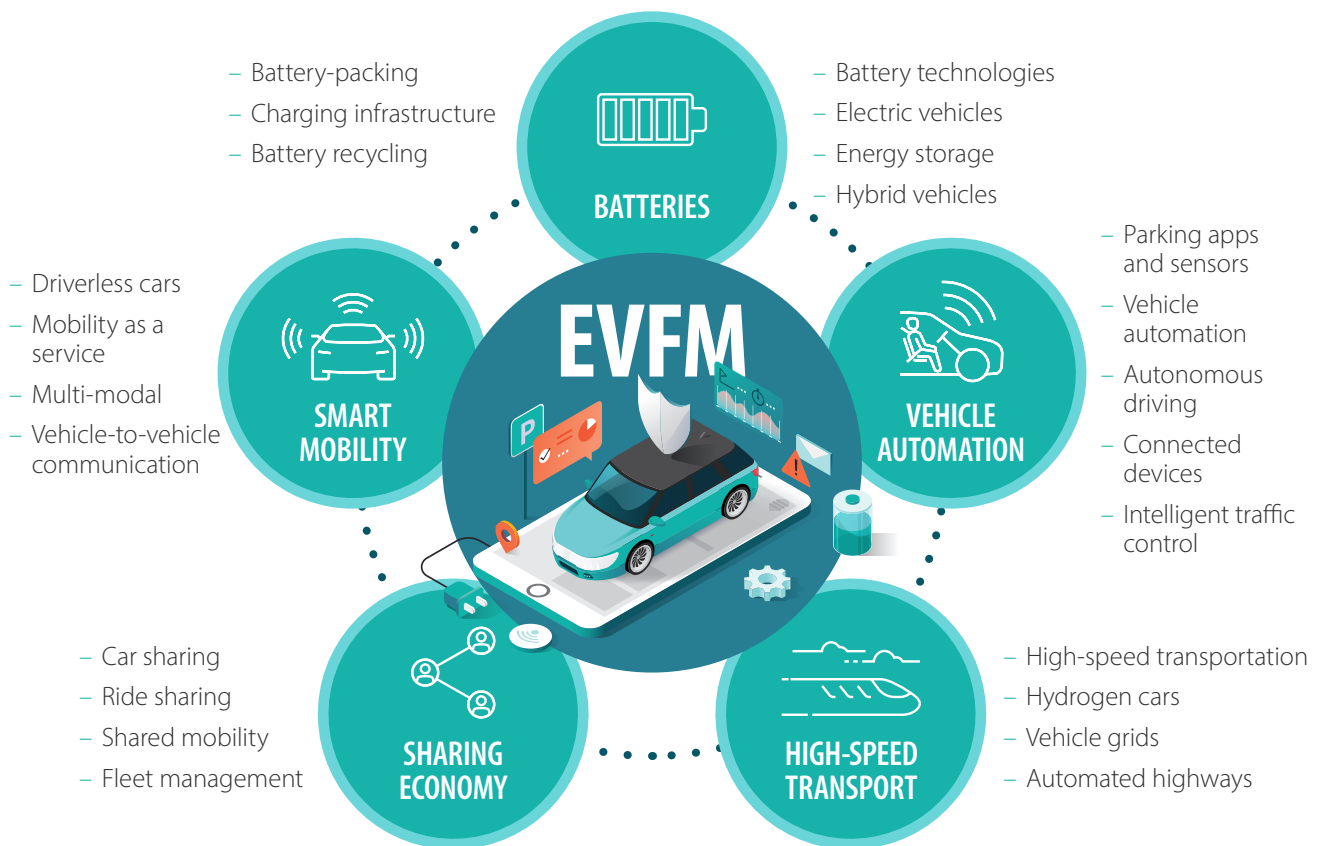 – Battery-packing
– Charging infrastructure
– Battery recycling
BATTERIES
– Battery technologies
– Electric vehicles
– Energy storage
– Hybrid vehicles
– Driverless cars
– Mobility as a
service
– Multi-modal
– Vehicle-to-vehicle
communication
SMART
MOBILITY
EVFM
P
VEHICLE
AUTOMATION
– Parking apps
and sensors
– Vehicle
automation
– Autonomous
driving
– Connected
devices
– Intelligent traffic
control
– Car sharing
– Ride sharing
– Shared mobility
– Fleet management
SHARING
ECONOMY
HIGH-SPEED
TRANSPORT
– High-speed transportation
– Hydrogen cars
– Vehicle grids
– Automated highways